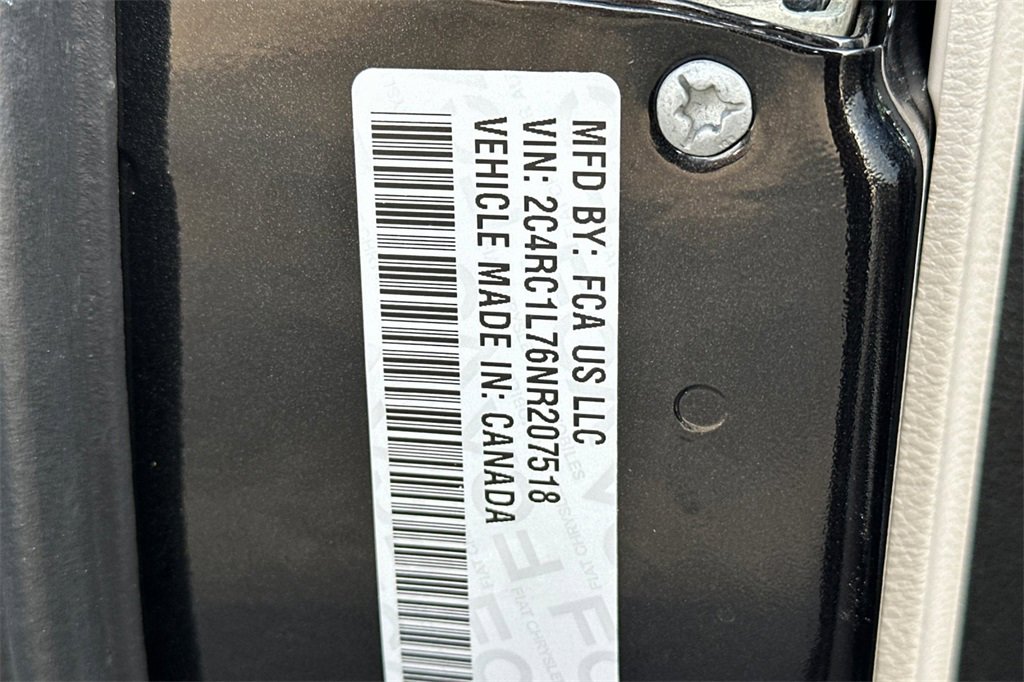 MFD BY: FCA US LLC
VIN: 2C4RC1L76NR207518
VEHICLE MADE IN: CANADA